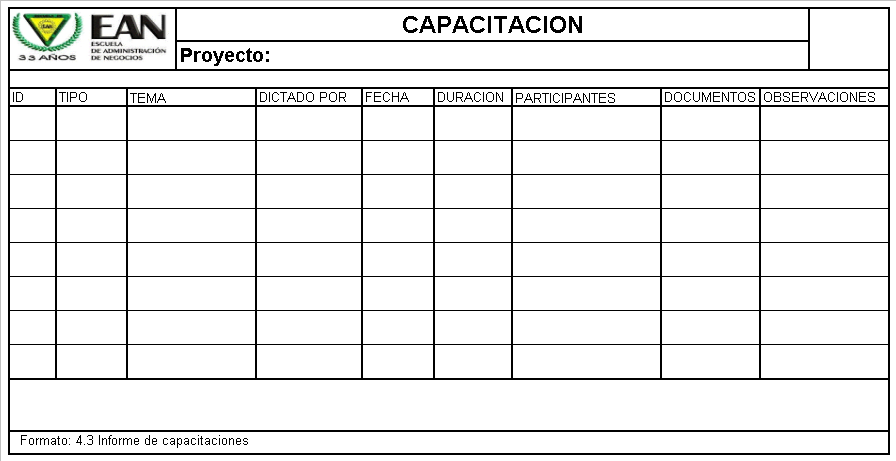 EAN
ESCUELA
DE ADMINISTRACIÓN
DE NEGOCIOS
33 AÑOS
CAPACITACION
Proyecto:
ID TIPO TEMA DICTADO POR FECHA DURACION PARTICIPANTES DOCUMENTOS OBSERVACIONES
Formato: 4.3 Informe de capacitaciones